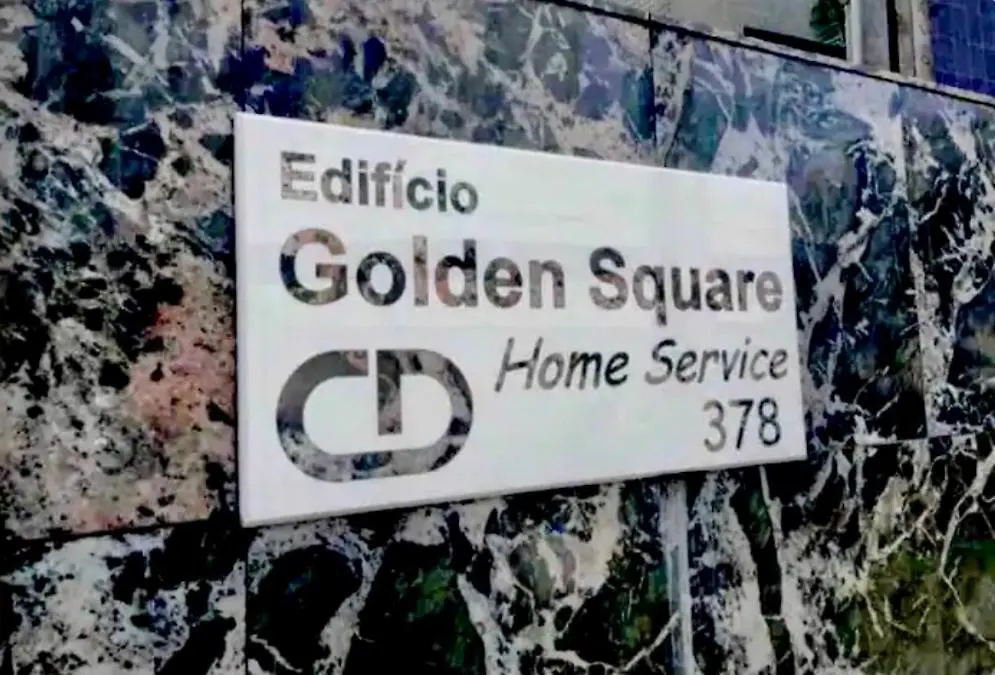 Edifício
Golden Square
Home Service
378